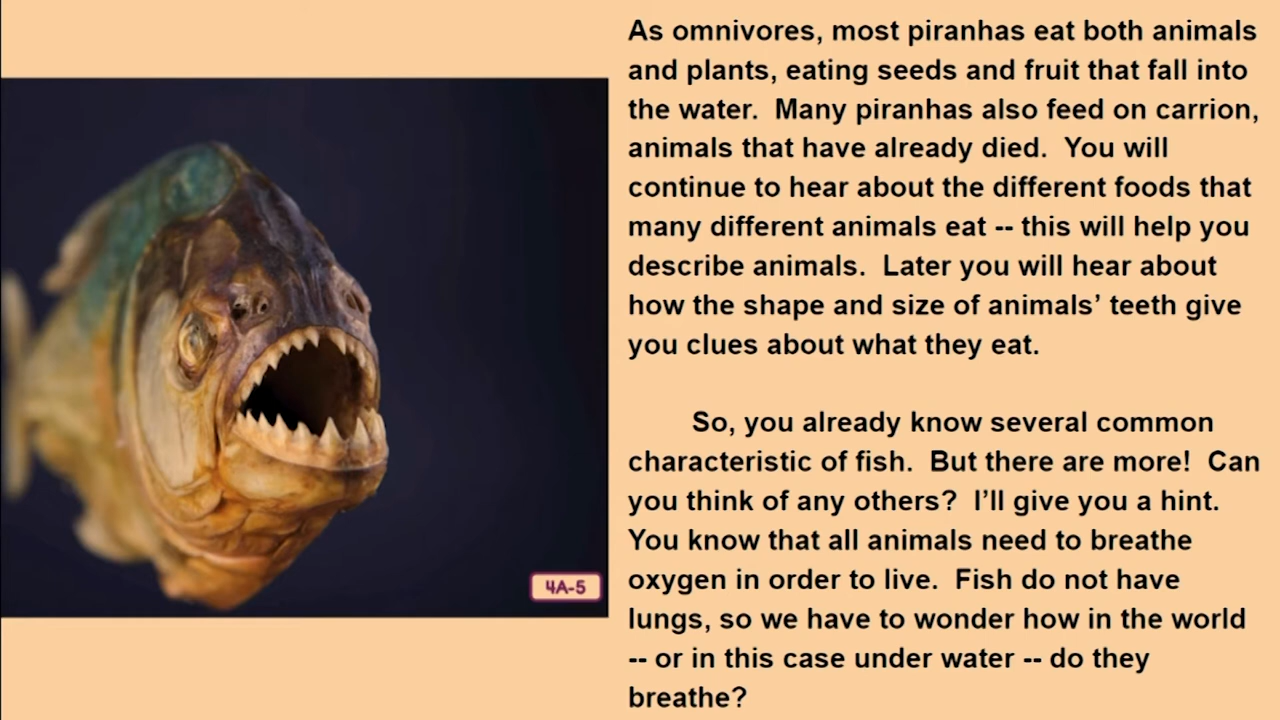 As omnivores, most piranhas eat both animals
and plants, eating seeds and fruit that fall into
the water.  Many piranhas also feed on carrion,
animals that have already died.  You will
continue to hear about the different foods that
many different animals eat -- this will help you
describe animals.  Later you will hear about
how the shape and size of animals’ teeth give
you clues about what they eat.
So, you already know several common
characteristic of fish.  But there are more!  Can
you think of any others?  I’ll give you a hint.
You know that all animals need to breathe
oxygen in order to live.  Fish do not have
lungs, so we have to wonder how in the world
-- or in this case under water -- do they
breathe?
4A-5